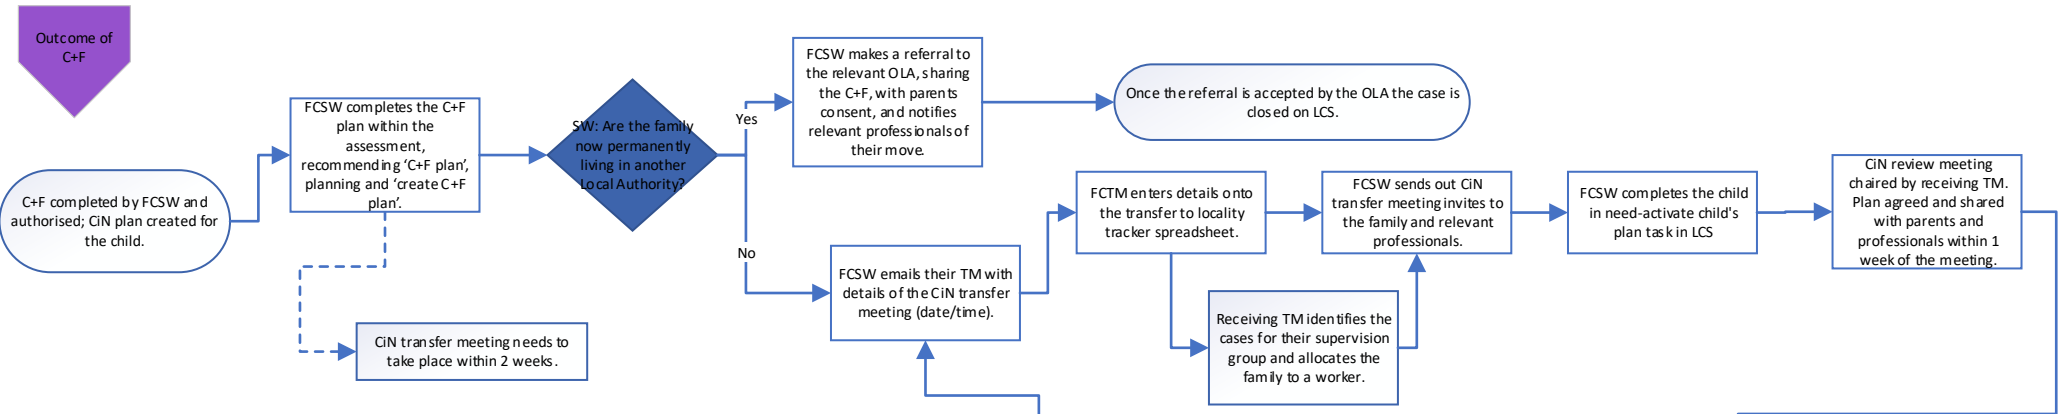 Outcome of
C+F
C+F completed by FCSW and
authorised; CiN plan created for
the child.
FCSW completes the C+F
plan within the
assessment,
recommending ‘C+F plan’,
planning and ‘create C+F
plan’.
CiN transfer meeting needs to
take place within 2 weeks.
SW: Are the family
now permanently
living in another
Local Authority?
Yes
No
FCSW makes a referral to
the relevant OLA, sharing
the C+F, with parents
consent, and notifies
relevant professionals of
their move.
Once the referral is accepted by the OLA the case is
closed on LCS.
FCSW emails their TM with
details of the CiN transfer
meeting (date/time).
FCTM enters details onto
the transfer to locality
tracker spreadsheet.
Receiving TM identifies the
cases for their supervision
group and allocates the
family to a worker.
FCSW sends out CiN
transfer meeting invites to
the family and relevant
professionals.
FCSW completes the child
in need-activate child's
plan task in LCS
CiN review meeting
chaired by receiving TM.
Plan agreed and shared
with parents and
professionals within 1
week of the meeting.